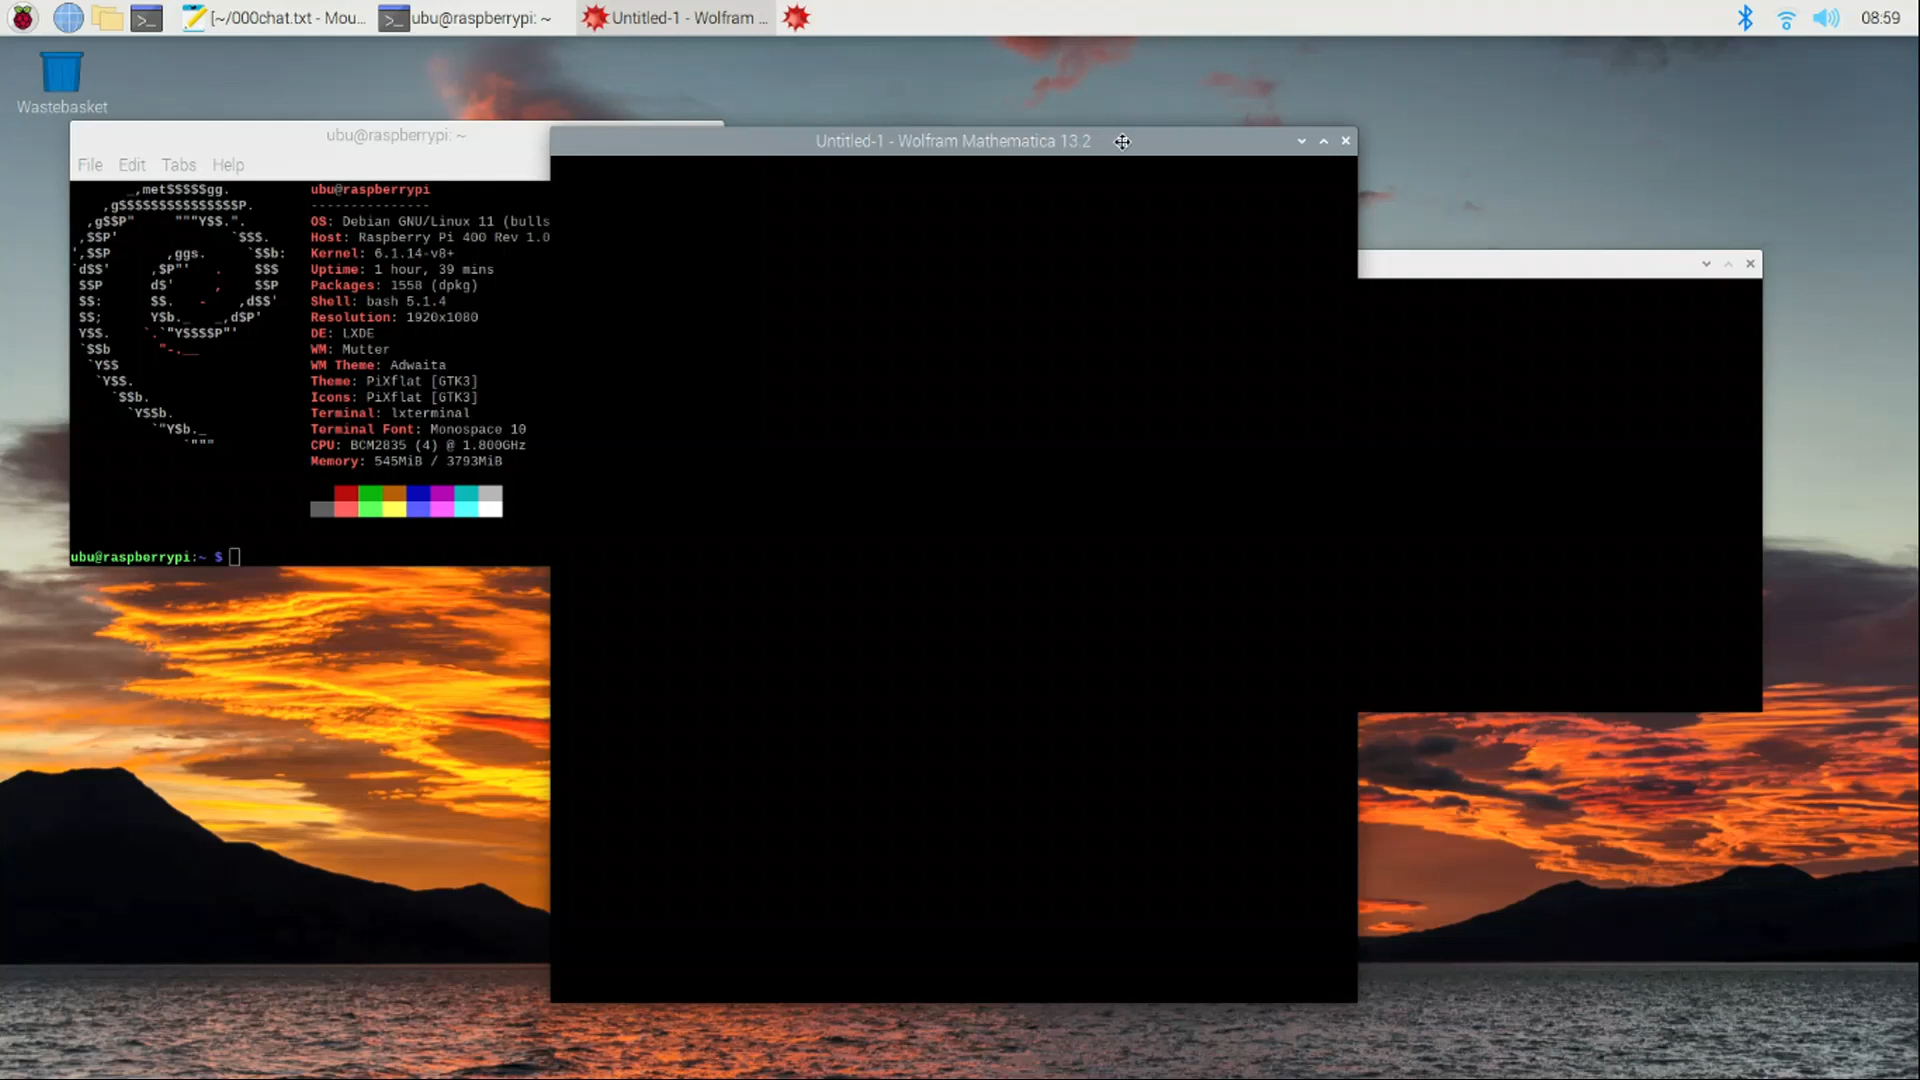 [~/000chat.txt - Mou...
ubu@raspberrypi: ~
Untitled-1 - Wolfram ...
08:59
Wastebasket
ubu@raspberrypi: ~
File Edit Tabs Help
Untitled-1 - Wolfram Mathematica 13.2
_,met$$$$$gg.
,g$$$$$$$$$$$$$$$P.
,g$$P"     """Y$$.".
,$$P'              `$$$.
',$$P       ,ggs.     `$$b:
`d$$'     ,$P"'   .    $$$
$$P      d$'     ,    $$P
$$:      $$.   -    ,d$$'
$$;      Y$b._   _,d$P'
Y$$.    `.`"Y$$$$P"'
`$$b      "-.__
`Y$$
`Y$$.
`$$b.
`Y$$b.
`"Y$b._
`"""
ubu@raspberrypi
---------------
OS: Debian GNU/Linux 11 (bulls
Host: Raspberry Pi 400 Rev 1.0
Kernel: 6.1.14-v8+
Uptime: 1 hour, 39 mins
Packages: 1558 (dpkg)
Shell: bash 5.1.4
Resolution: 1920x1080
DE: LXDE
WM: Mutter
WM Theme: Adwaita
Theme: PiXflat [GTK3]
Icons: PiXflat [GTK3]
Terminal: lxterminal
Terminal Font: Monospace 10
CPU: BCM2835 (4) @ 1.800GHz
Memory: 545MiB / 3793MiB
ubu@raspberrypi:~ $